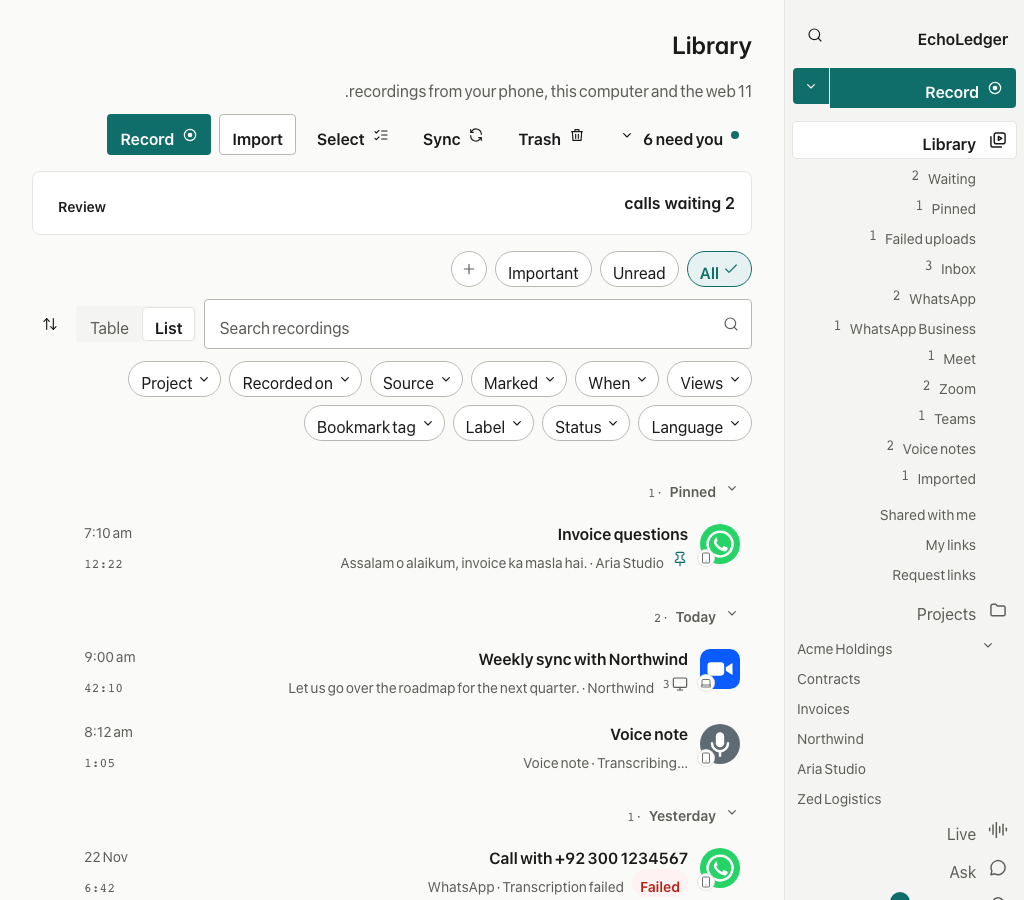 EchoLedger
Record
Library
Waiting 2
Pinned 1
Failed uploads 1
Inbox 3
WhatsApp 2
WhatsApp Business 1
Meet 1
Zoom 2
Teams 1
Voice notes 2
Imported 1
Shared with me
My links
Request links
Projects
Acme Holdings
Contracts
Invoices
Northwind
Aria Studio
Zed Logistics
Live
Ask
Library
.recordings from your phone, this computer and the web 11
6 need you
Trash
Sync
Select
Import
Record
calls waiting 2
Review
All
Unread
Important
Search recordings
List
Table
Views
When
Marked
Source
Recorded on
Project
Language
Status
Label
Bookmark tag
Pinned · 1
Invoice questions
7:10 am
Assalam o alaikum, invoice ka masla hai. · Aria Studio
12:22
Today · 2
Weekly sync with Northwind
9:00 am
3
Let us go over the roadmap for the next quarter. · Northwind
42:10
Voice note
8:12 am
Voice note · Transcribing...
1:05
Yesterday · 1
Call with +92 300 1234567
22 Nov
Failed
WhatsApp · Transcription failed
6:42